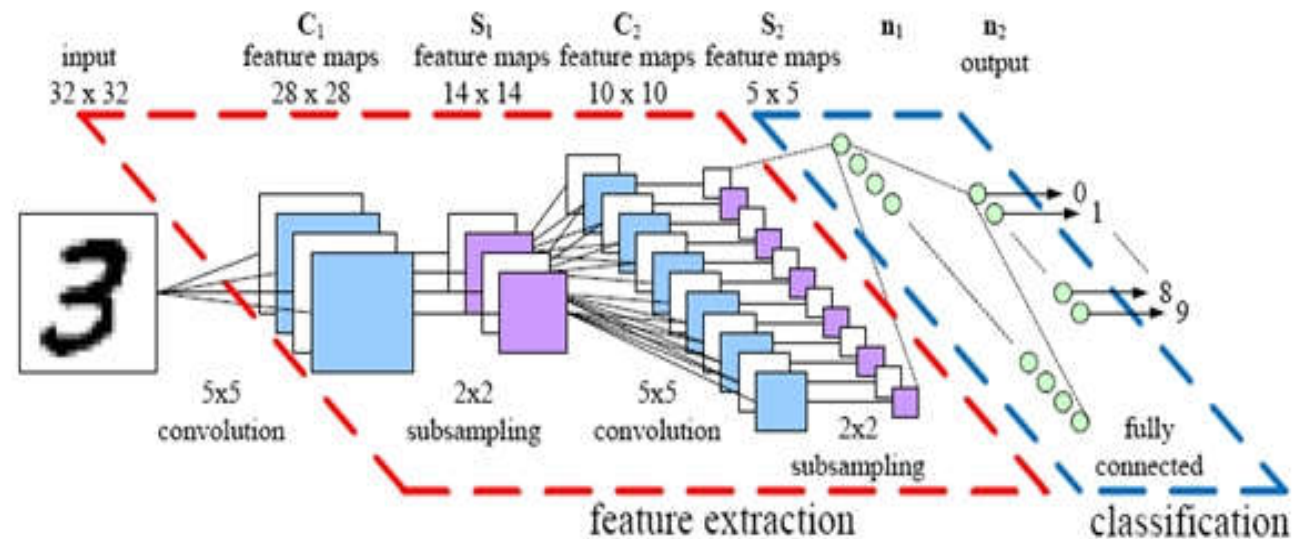 input
32 x 32
C₁
feature maps
28 x 28
S₁
feature maps
14 x 14
C₂
feature maps
10 x 10
S₂
feature maps
5 x 5
n₁
n₂
output
3
0
1
8
9
5x5
convolution
2x2
subsampling
5x5
convolution
2x2
subsampling
fully
connected
feature extraction
classification